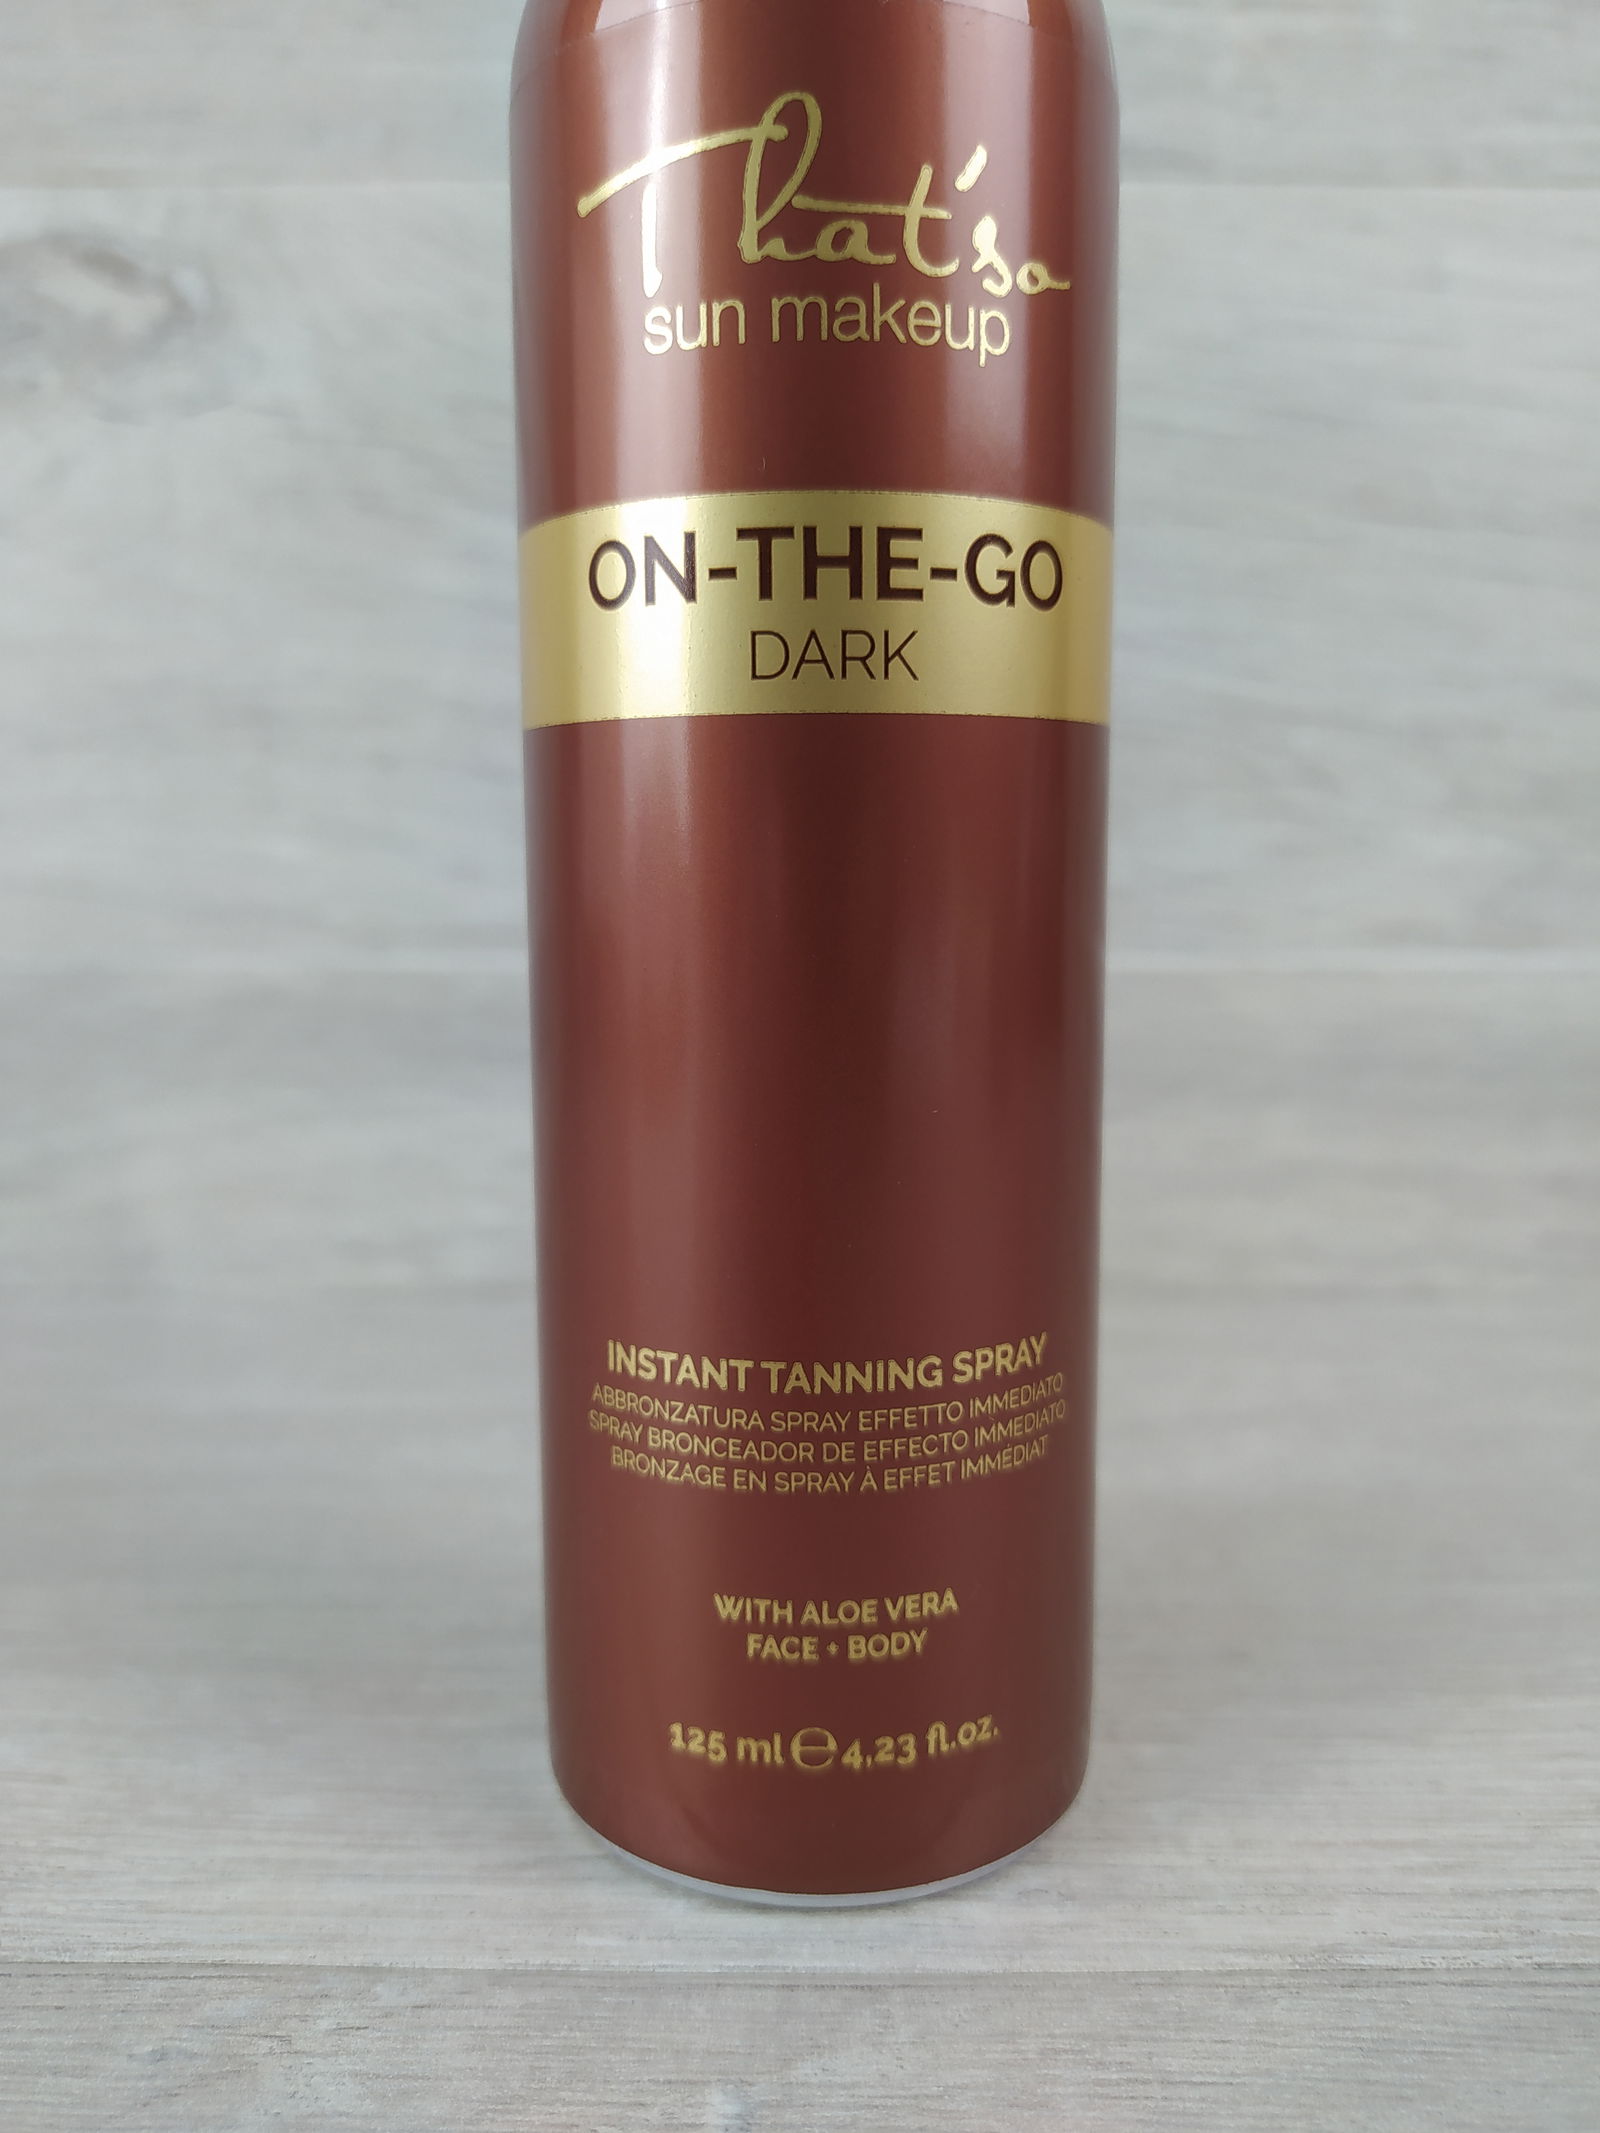 That'so
sun makeup
ON-THE-GO
DARK
INSTANT TANNING SPRAY
ABBRONZATURA SPRAY EFFETTO IMMEDIATO
SPRAY BRONCEADOR DE EFFECTO IMMEDIATO
BRONZAGE EN SPRAY À EFFET IMMÉDIAT
WITH ALOE VERA
FACE + BODY
125 ml ℮ 4,23 fl.oz.